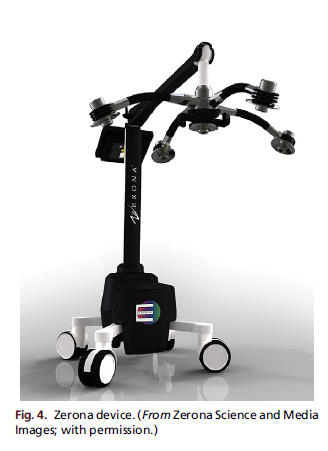 ZERONA
Fig. 4. Zerona device. (From Zerona Science and Media
Images; with permission.)